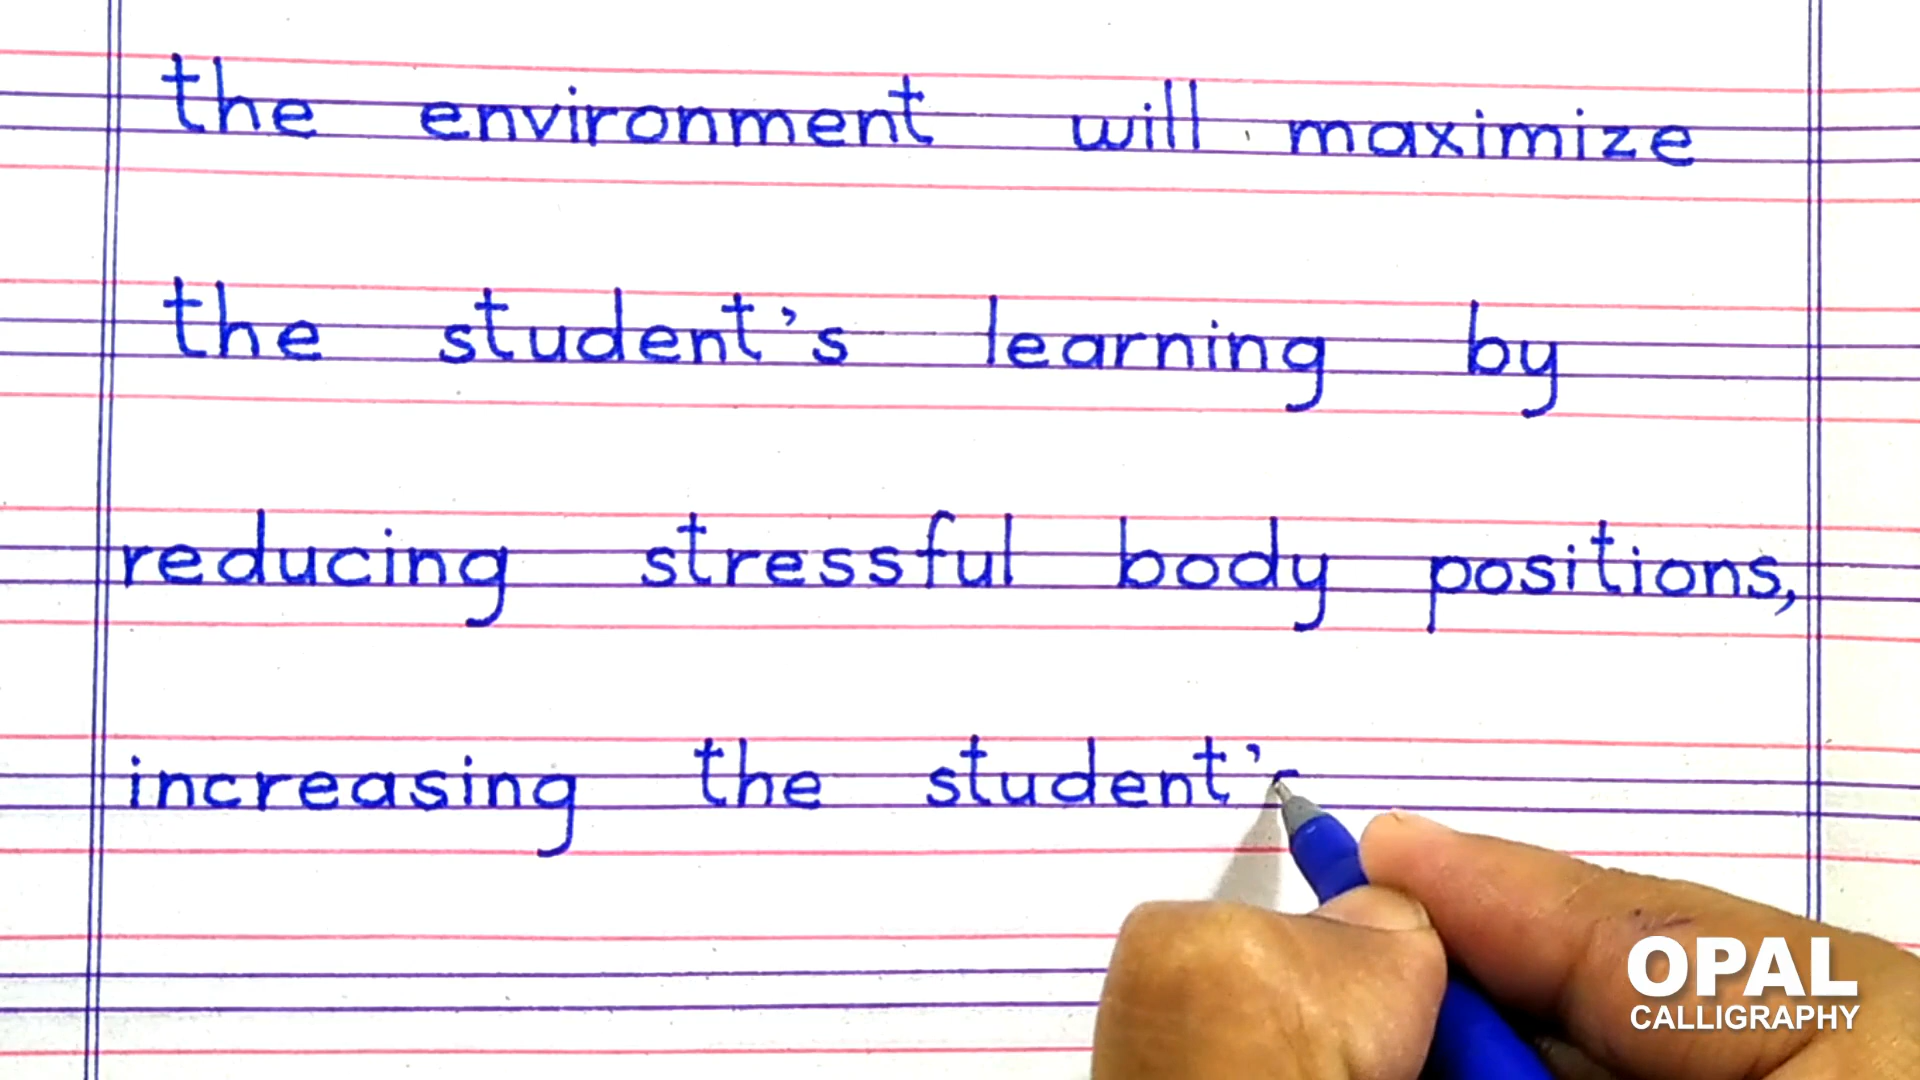 the environment will maximize
the student's learning by
reducing stressful body positions,
increasing the student's
OPAL
CALLIGRAPHY